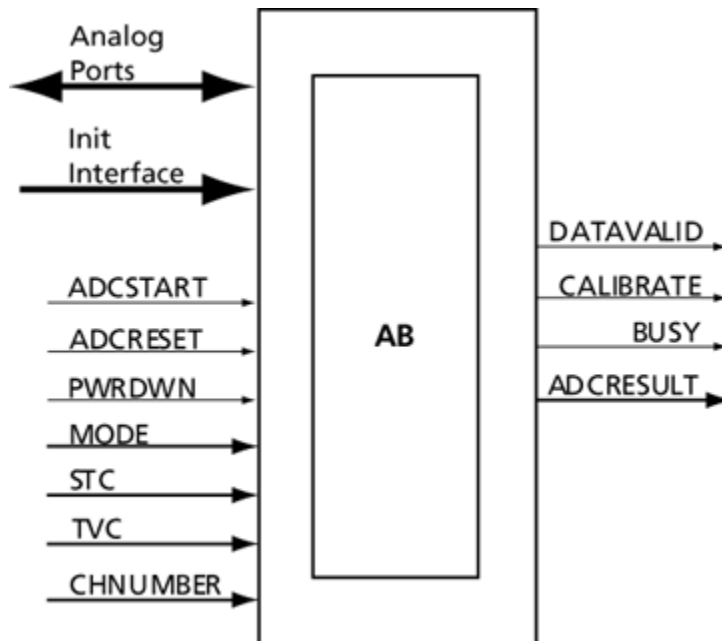 Analog
Ports
Init
Interface
ADCSTART
ADCRESET
PWRDWN
MODE
STC
TVC
CHNUMBER
AB
DATAVALID
CALIBRATE
BUSY
ADCRESULT